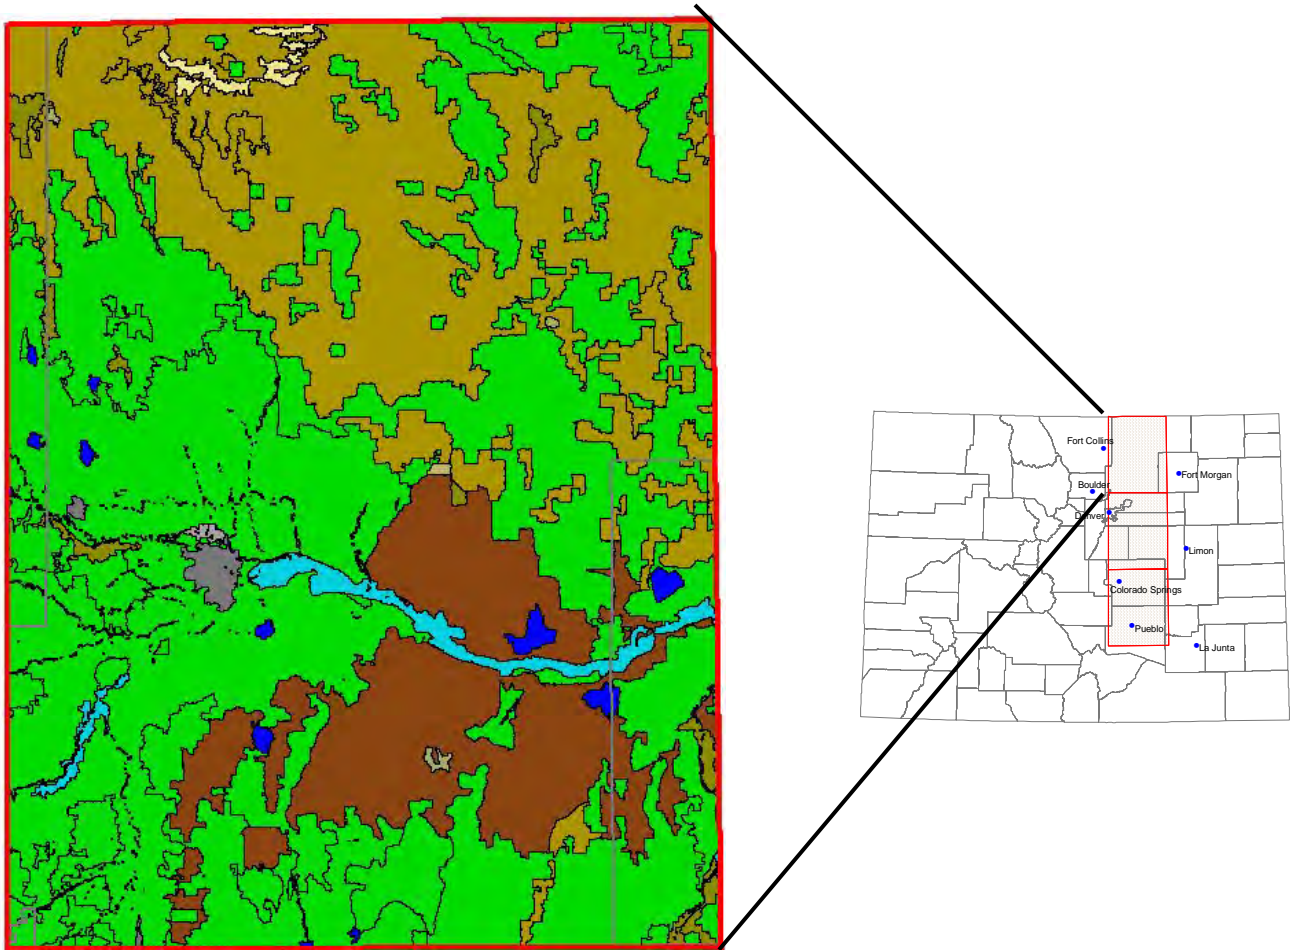 Fort Collins
Fort Morgan
Boulder
Denver
Limon
Colorado Springs
Pueblo
La Junta